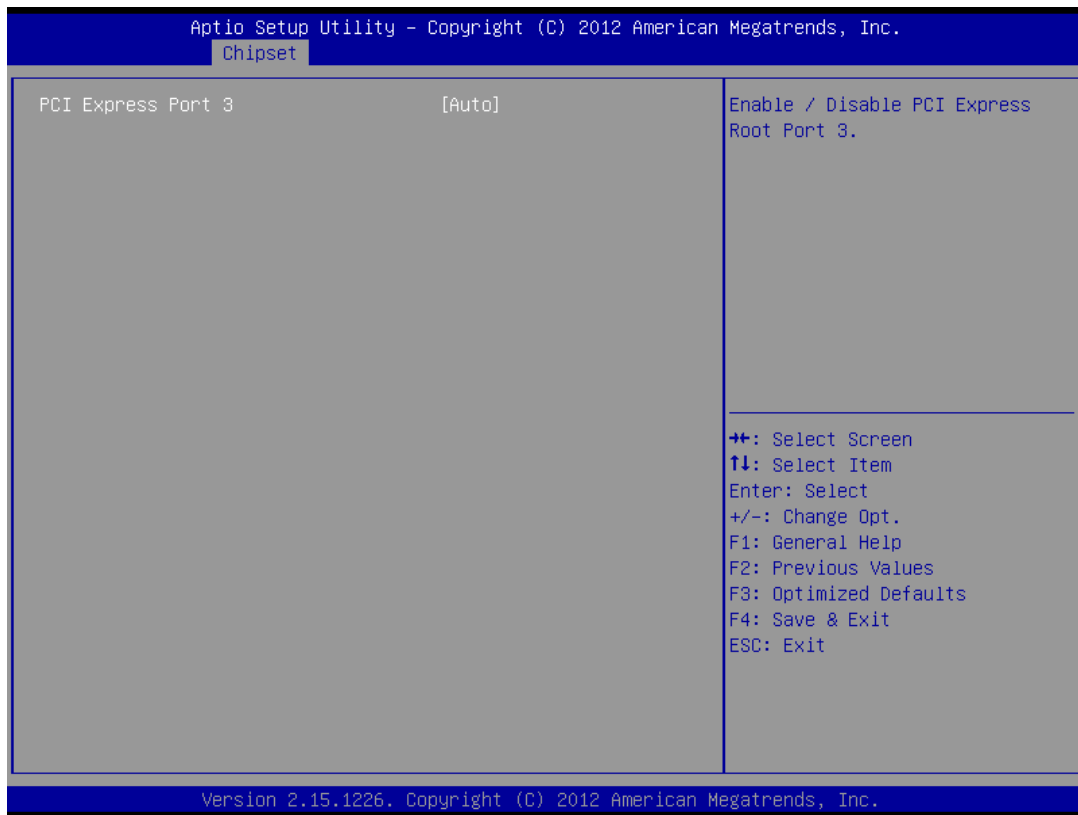 Aptio Setup Utility – Copyright (C) 2012 American Megatrends, Inc.
Chipset
PCI Express Port 3 [Auto]
Enable / Disable PCI Express
Root Port 3.
→←: Select Screen
↑↓: Select Item
Enter: Select
+/-: Change Opt.
F1: General Help
F2: Previous Values
F3: Optimized Defaults
F4: Save & Exit
ESC: Exit
Version 2.15.1226. Copyright (C) 2012 American Megatrends, Inc.